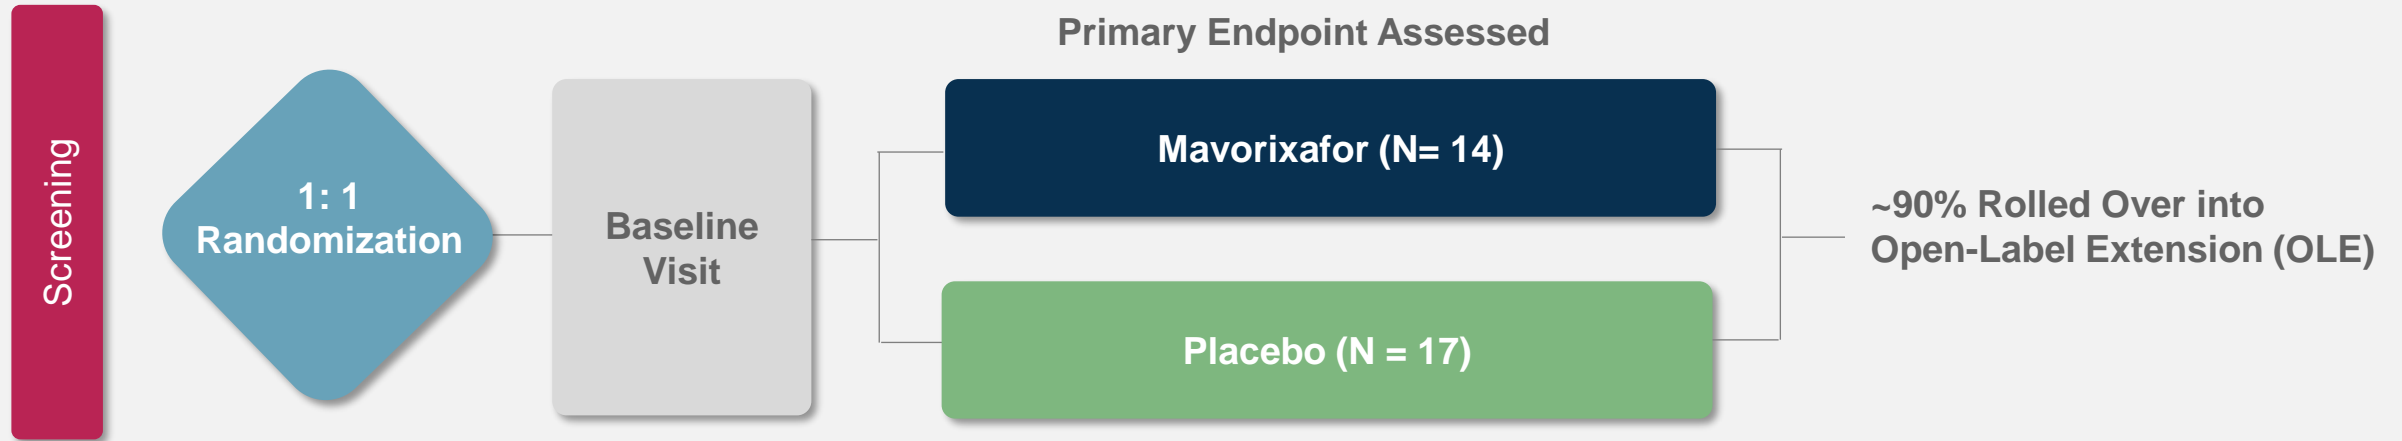 Screening
1: 1
Randomization
Baseline
Visit
Primary Endpoint Assessed
Mavorixafor (N= 14)
Placebo (N = 17)
~90% Rolled Over into
Open-Label Extension (OLE)